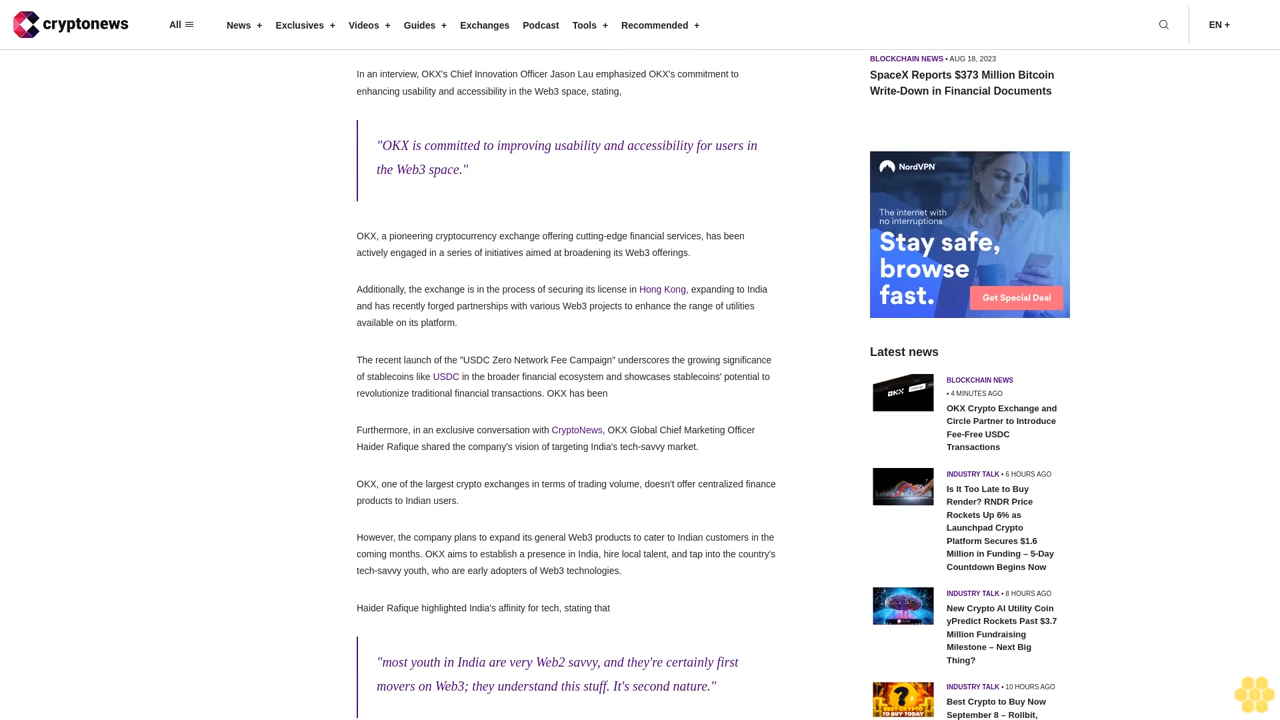 cryptonews
All
News +
Exclusives +
Videos +
Guides +
Exchanges
Podcast
Tools +
Recommended +
EN +
In an interview, OKX's Chief Innovation Officer Jason Lau emphasized OKX's commitment to
enhancing usability and accessibility in the Web3 space, stating,
"OKX is committed to improving usability and accessibility for users in
the Web3 space."
OKX, a pioneering cryptocurrency exchange offering cutting-edge financial services, has been
actively engaged in a series of initiatives aimed at broadening its Web3 offerings.
Additionally, the exchange is in the process of securing its license in Hong Kong, expanding to India
and has recently forged partnerships with various Web3 projects to enhance the range of utilities
available on its platform.
The recent launch of the "USDC Zero Network Fee Campaign" underscores the growing significance
of stablecoins like USDC in the broader financial ecosystem and showcases stablecoins' potential to
revolutionize traditional financial transactions. OKX has been
Furthermore, in an exclusive conversation with CryptoNews, OKX Global Chief Marketing Officer
Haider Rafique shared the company's vision of targeting India's tech-savvy market.
OKX, one of the largest crypto exchanges in terms of trading volume, doesn't offer centralized finance
products to Indian users.
However, the company plans to expand its general Web3 products to cater to Indian customers in the
coming months. OKX aims to establish a presence in India, hire local talent, and tap into the country's
tech-savvy youth, who are early adopters of Web3 technologies.
Haider Rafique highlighted India's affinity for tech, stating that
"most youth in India are very Web2 savvy, and they're certainly first
movers on Web3; they understand this stuff. It's second nature."
BLOCKCHAIN NEWS • AUG 18, 2023
SpaceX Reports $373 Million Bitcoin
Write-Down in Financial Documents
NordVPN
The internet with
no interruptions
Stay safe,
browse
fast.
Get Special Deal
Latest news
OKX
BLOCKCHAIN NEWS
• 4 MINUTES AGO
OKX Crypto Exchange and
Circle Partner to Introduce
Fee-Free USDC
Transactions
INDUSTRY TALK • 6 HOURS AGO
Is It Too Late to Buy
Render? RNDR Price
Rockets Up 6% as
Launchpad Crypto
Platform Secures $1.6
Million in Funding – 5-Day
Countdown Begins Now
INDUSTRY TALK • 8 HOURS AGO
New Crypto AI Utility Coin
yPredict Rockets Past $3.7
Million Fundraising
Milestone – Next Big
Thing?
?
BEST CRYPTO
TO BUY TODAY
INDUSTRY TALK • 10 HOURS AGO
Best Crypto to Buy Now
September 8 – Rollbit,